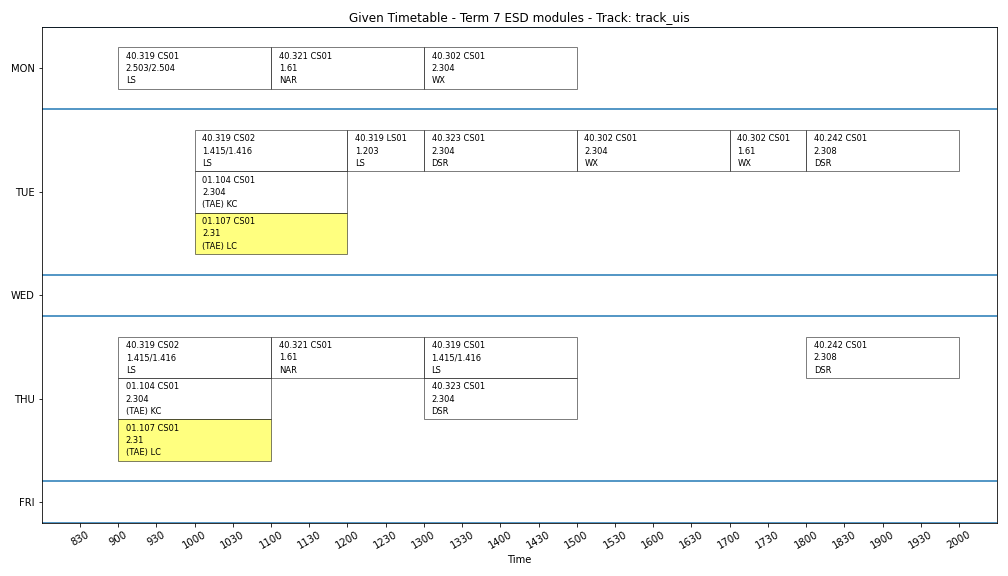 Given Timetable - Term 7 ESD modules - Track: track_uis
MON
40.319 CS01
2.503/2.504
LS
40.321 CS01
1.61
NAR
40.302 CS01
2.304
WX
TUE
40.319 CS02
1.415/1.416
LS
40.319 LS01
1.203
LS
40.323 CS01
2.304
DSR
40.302 CS01
2.304
WX
40.302 CS01
1.61
WX
40.242 CS01
2.308
DSR
01.104 CS01
2.304
(TAE) KC
01.107 CS01
2.31
(TAE) LC
WED
THU
40.319 CS02
1.415/1.416
LS
40.321 CS01
1.61
NAR
40.319 CS01
1.415/1.416
LS
40.242 CS01
2.308
DSR
01.104 CS01
2.304
(TAE) KC
40.323 CS01
2.304
DSR
01.107 CS01
2.31
(TAE) LC
FRI
830 900 930 1000 1030 1100 1130 1200 1230 1300 1330 1400 1430 1500 1600 1630 1700 1730 1800 1830 1900 1930 2000
Time